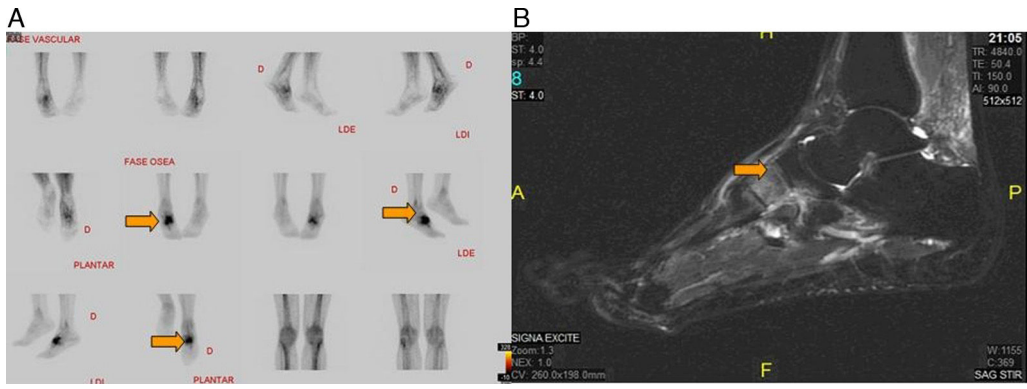 A
FASE VASCULAR
D
D
LDE
LDI
FASE OSEA
D
D
PLANTAR
LDE
D
D
LDI
PLANTAR
B
H
BP:
ST: 4.0
sp: 4.4
8
ST: 4.0
21:05
TR: 4840.0
TE: 50.4
TI: 150.0
AI: 90.0
512x512
A
P
SIGNA EXCITE
Zoom:1.3
NEX: 1.0
CV: 260.0x198.0mm
F
W:1155
C:369
SAG STIR